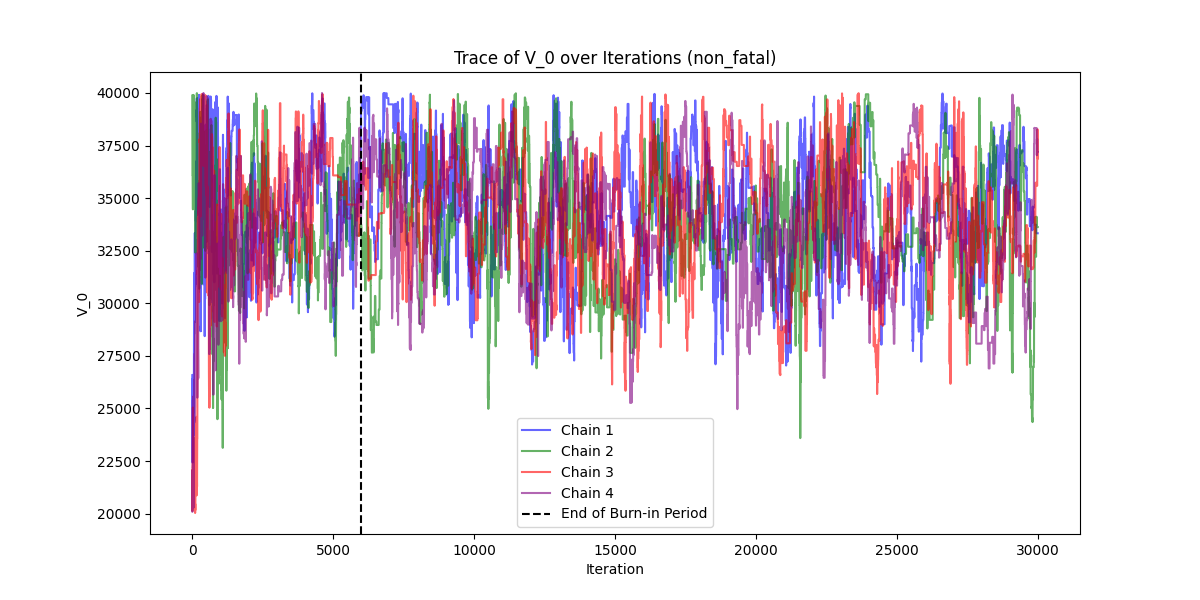 Trace of V_0 over Iterations (non_fatal)
40000
37500
35000
32500
30000
27500
25000
22500
20000
V_0
Chain 1
Chain 2
Chain 3
Chain 4
End of Burn-in Period
0 5000 10000 15000 20000 25000 30000
Iteration